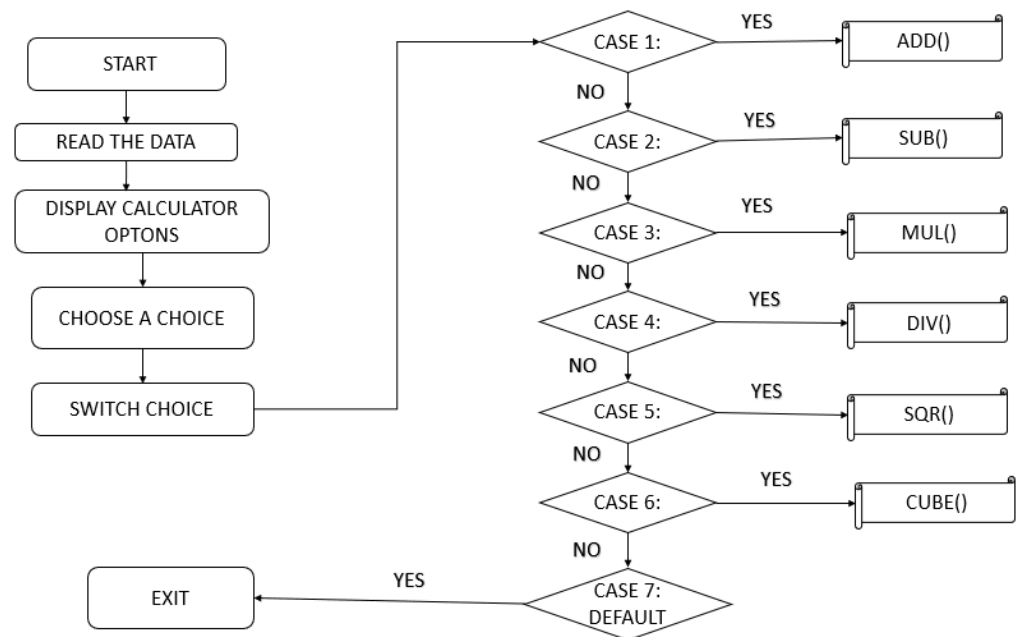 START
READ THE DATA
DISPLAY CALCULATOR
OPTONS
CHOOSE A CHOICE
SWITCH CHOICE
CASE 1:
YES
ADD()
NO
CASE 2:
YES
SUB()
NO
CASE 3:
YES
MUL()
NO
CASE 4:
YES
DIV()
NO
CASE 5:
YES
SQR()
NO
CASE 6:
YES
CUBE()
NO
CASE 7:
DEFAULT
YES
EXIT